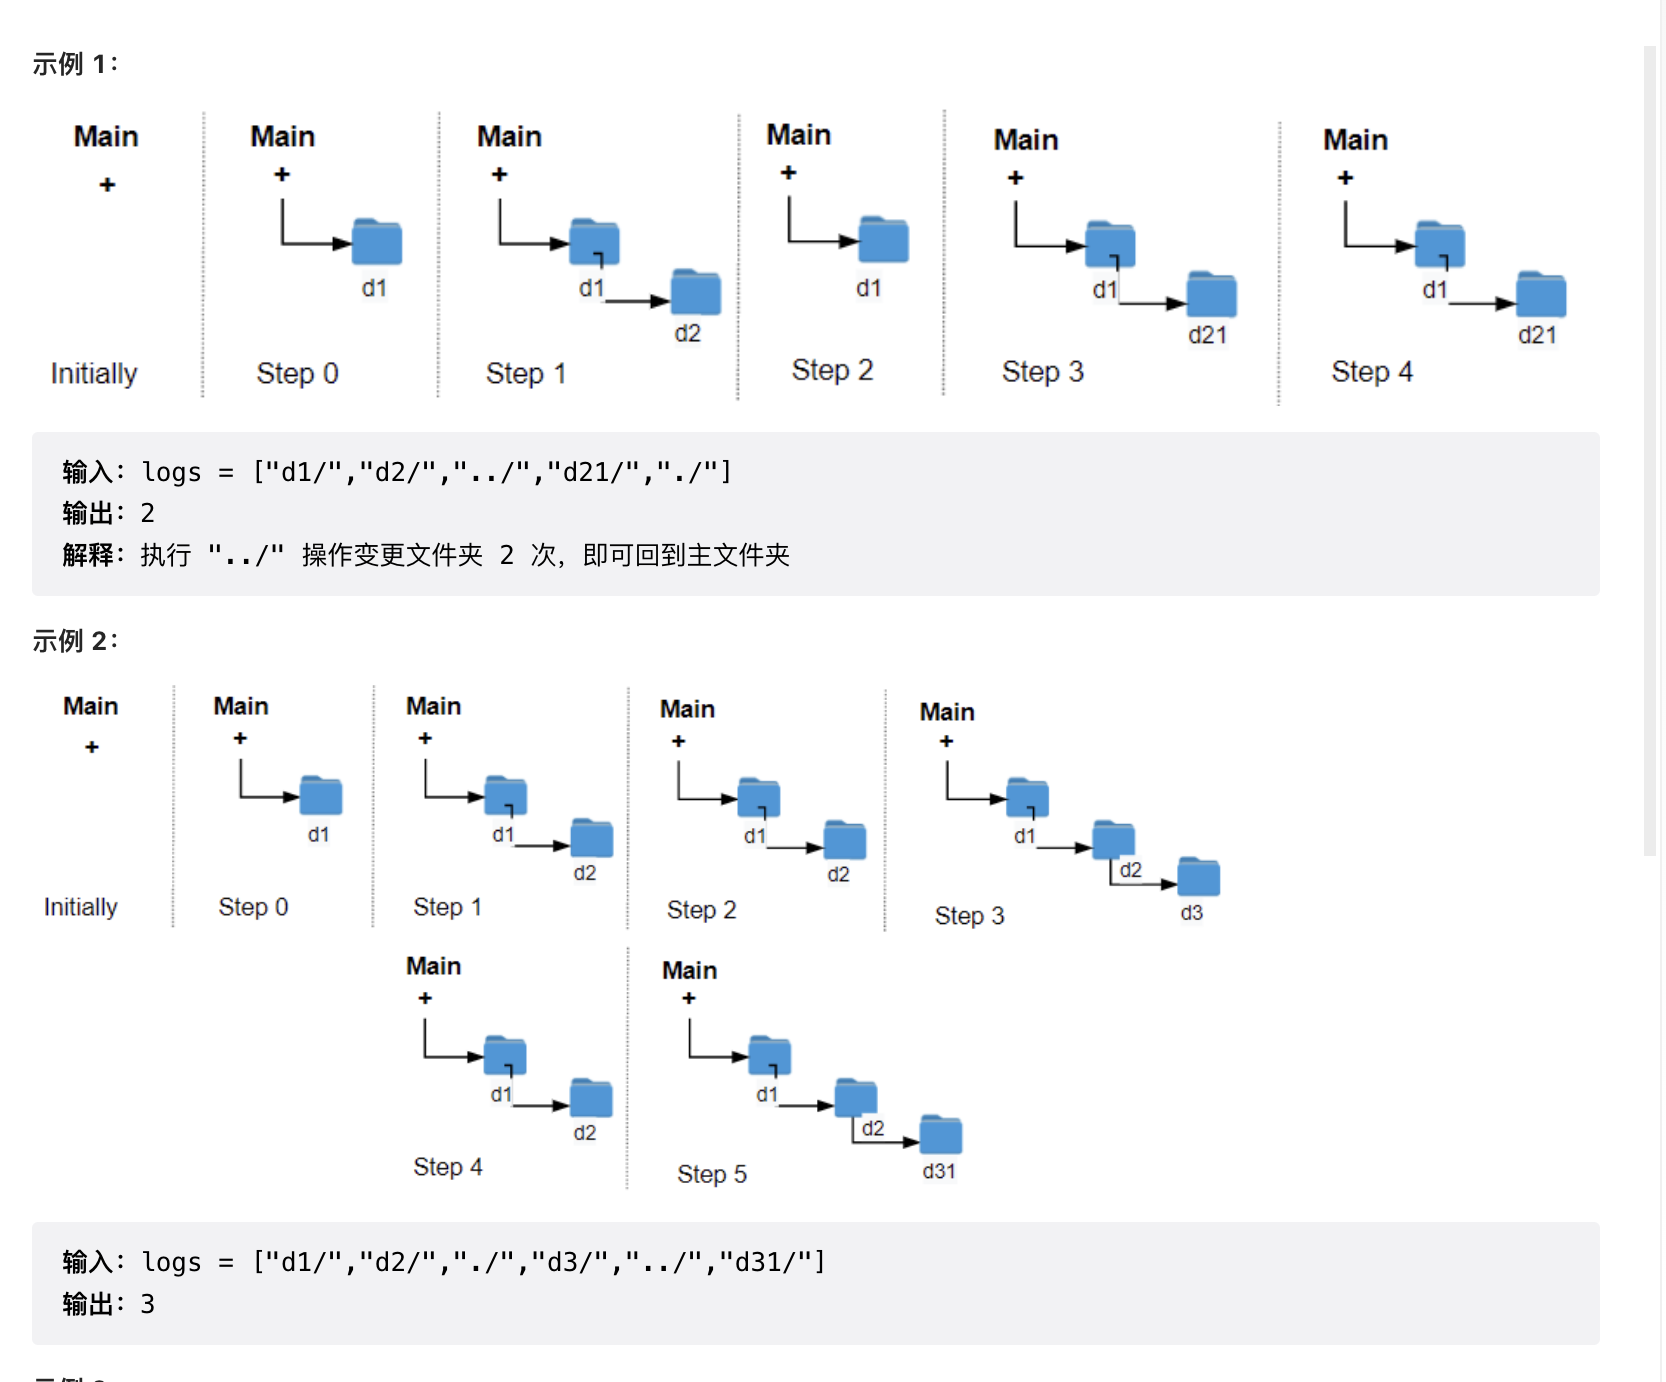 示例 1：
Main Main Main Main Main Main
+ + + + + +
d1 d1 d1 d1 d1
d2 d21 d21
Initially Step 0 Step 1 Step 2 Step 3 Step 4
输入：logs = ["d1/","d2/","../","d21/","./"]
输出：2
解释：执行 "../" 操作变更文件夹 2 次，即可回到主文件夹
示例 2：
Main Main Main Main Main
+ + + + +
d1 d1 d1 d1
d2 d2 d2
d3
Initially Step 0 Step 1 Step 2 Step 3
Main Main
+ +
d1 d1
d2 d2
d31
Step 4 Step 5
输入：logs = ["d1/","d2/","./","d3/","../","d31/"]
输出：3